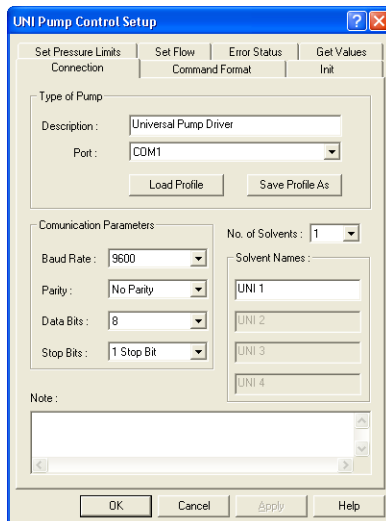 UNI Pump Control Setup
Set Pressure Limits Set Flow Error Status Get Values
Connection Command Format Init
Type of Pump
Description : Universal Pump Driver
Port : COM1
Load Profile Save Profile As
Comunication Parameters
No. of Solvents : 1
Baud Rate : 9600
Solvent Names :
Parity : No Parity
UNI 1
Data Bits : 8
UNI 2
Stop Bits : 1 Stop Bit
UNI 3
UNI 4
Note :
OK Cancel Apply Help